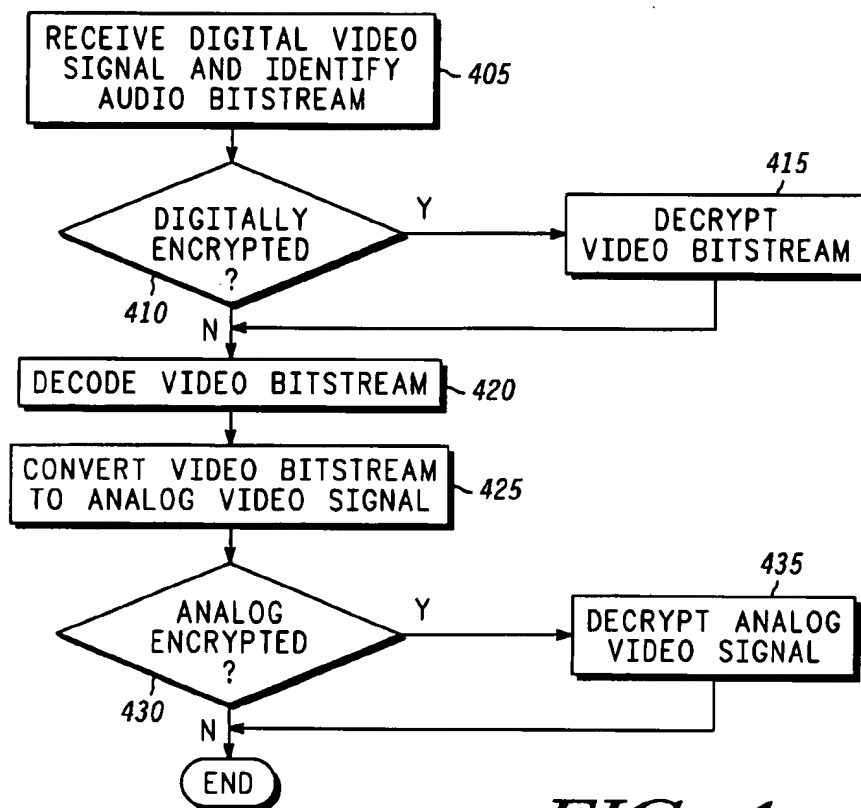 RECEIVE DIGITAL VIDEO
SIGNAL AND IDENTIFY
AUDIO BITSTREAM
405
DIGITALLY
ENCRYPTED
?
410
Y
N
415
DECRYPT
VIDEO BITSTREAM
DECODE VIDEO BITSTREAM
420
CONVERT VIDEO BITSTREAM
TO ANALOG VIDEO SIGNAL
425
ANALOG
ENCRYPTED
?
430
Y
N
435
DECRYPT ANALOG
VIDEO SIGNAL
END